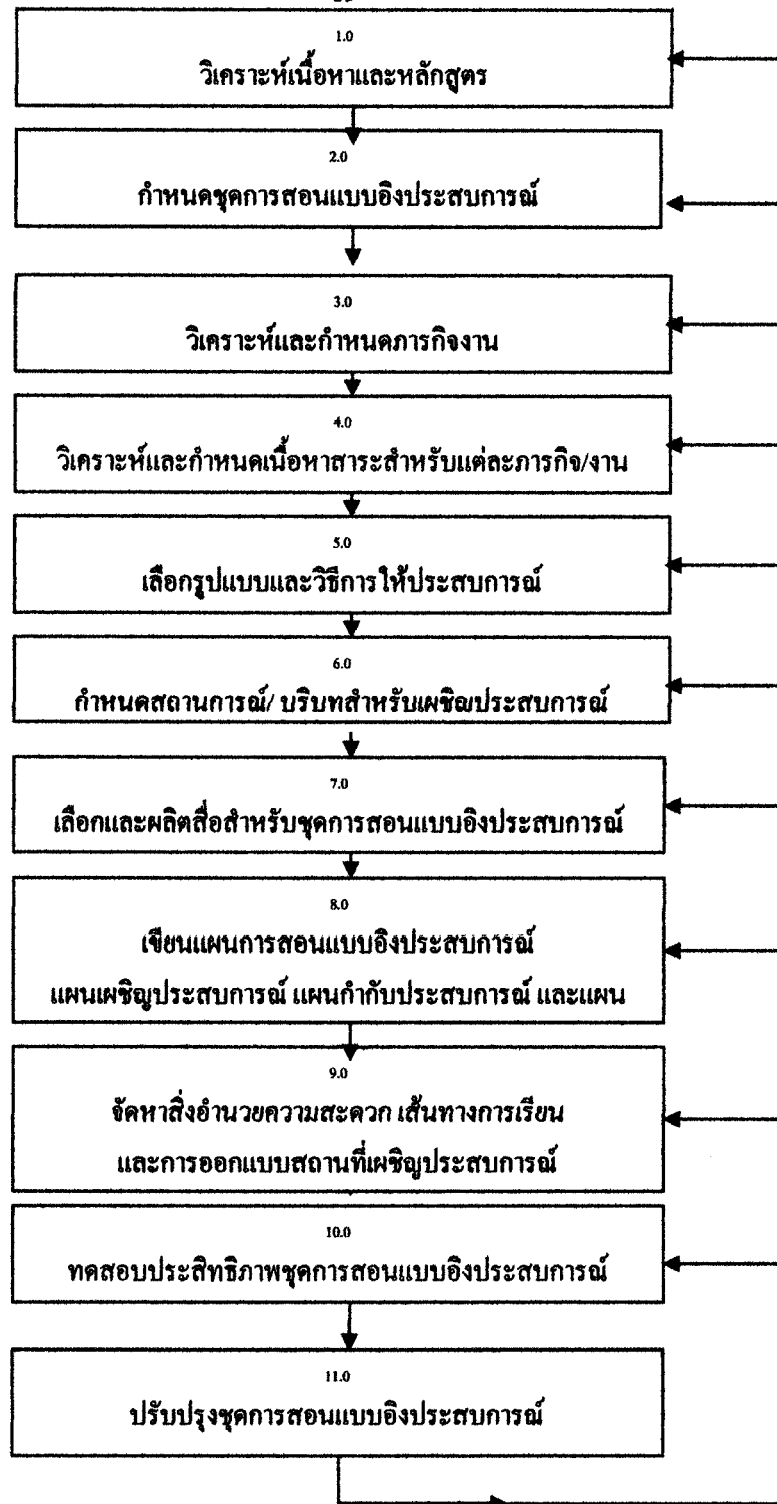 1.0
วิเคราะห์เนื้อหาและหลักสูตร
2.0
กำหนดชุดการสอนแบบอิงประสบการณ์
3.0
วิเคราะห์และกำหนดภารกิจงาน
4.0
วิเคราะห์และกำหนดเนื้อหาสาระสำหรับแต่ละภารกิจ/งาน
5.0
เลือกรูปแบบและวิธีการให้ประสบการณ์
6.0
กำหนดสถานการณ์/ บริบทสำหรับเผชิญประสบการณ์
7.0
เลือกและผลิตสื่อสำหรับชุดการสอนแบบอิงประสบการณ์
8.0
เขียนแผนการสอนแบบอิงประสบการณ์
แผนเผชิญประสบการณ์ แผนกำกับประสบการณ์ และแผน
9.0
จัดหาสิ่งอำนวยความสะดวก เส้นทางการเรียน
และการออกแบบสถานที่เผชิญประสบการณ์
10.0
ทดสอบประสิทธิภาพชุดการสอนแบบอิงประสบการณ์
11.0
ปรับปรุงชุดการสอนแบบอิงประสบการณ์